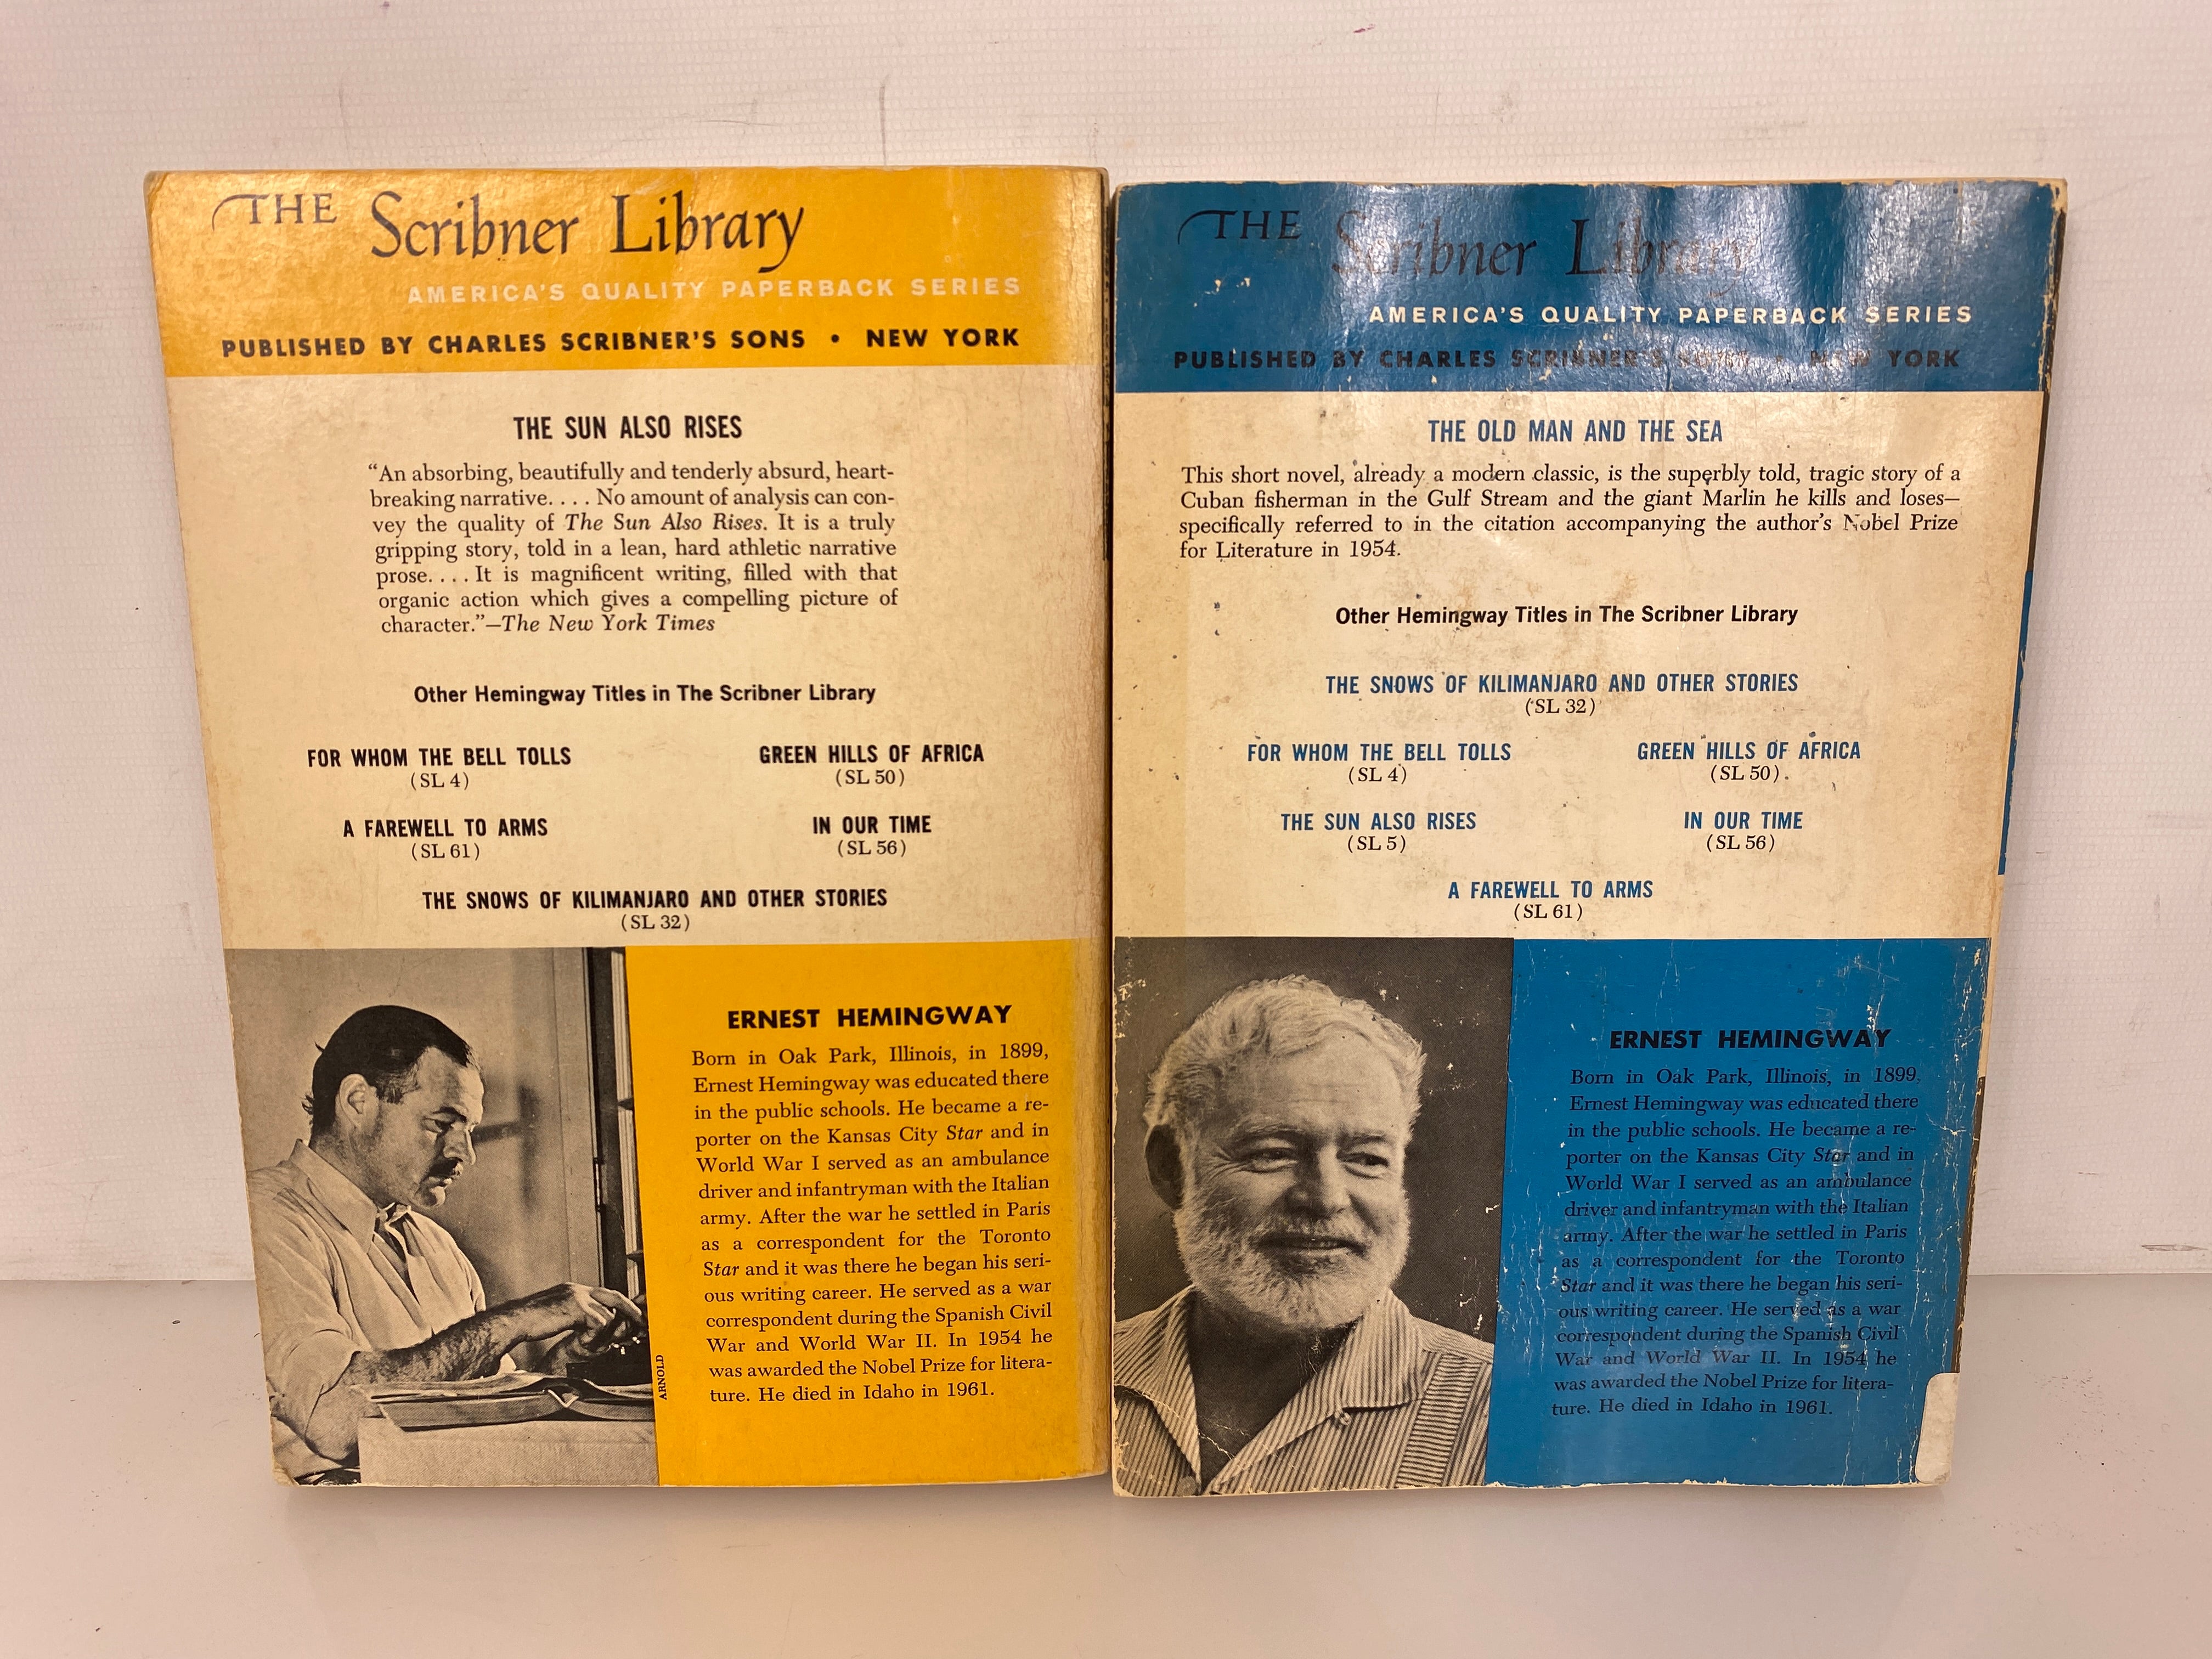 THE Scribner Library
AMERICA'S QUALITY PAPERBACK SERIES
PUBLISHED BY CHARLES SCRIBNER'S SONS • NEW YORK
THE SUN ALSO RISES
“An absorbing, beautifully and tenderly absurd, heart-
breaking narrative. . . . No amount of analysis can con-
vey the quality of The Sun Also Rises. It is a truly
gripping story, told in a lean, hard athletic narrative
prose. . . . It is magnificent writing, filled with that
organic action which gives a compelling picture of
character.”—The New York Times
Other Hemingway Titles in The Scribner Library
FOR WHOM THE BELL TOLLS GREEN HILLS OF AFRICA
(SL 4) (SL 50)
A FAREWELL TO ARMS IN OUR TIME
(SL 61) (SL 56)
THE SNOWS OF KILIMANJARO AND OTHER STORIES
(SL 32)
ERNEST HEMINGWAY
Born in Oak Park, Illinois, in 1899,
Ernest Hemingway was educated there
in the public schools. He became a re-
porter on the Kansas City Star and in
World War I served as an ambulance
driver and infantryman with the Italian
army. After the war he settled in Paris
as a correspondent for the Toronto
Star and it was there he began his seri-
ous writing career. He served as a war
correspondent during the Spanish Civil
War and World War II. In 1954 he
was awarded the Nobel Prize for litera-
ture. He died in Idaho in 1961.
ARNOLD
THE Scribner Library
AMERICA'S QUALITY PAPERBACK SERIES
PUBLISHED BY CHARLES SCRIBNER'S SONS • NEW YORK
THE OLD MAN AND THE SEA
This short novel, already a modern classic, is the superbly told, tragic story of a
Cuban fisherman in the Gulf Stream and the giant Marlin he kills and loses—
specifically referred to in the citation accompanying the author's Nobel Prize
for Literature in 1954.
Other Hemingway Titles in The Scribner Library
THE SNOWS OF KILIMANJARO AND OTHER STORIES
(SL 32)
FOR WHOM THE BELL TOLLS GREEN HILLS OF AFRICA
(SL 4) (SL 50)
THE SUN ALSO RISES IN OUR TIME
(SL 5) (SL 56)
A FAREWELL TO ARMS
(SL 61)
ERNEST HEMINGWAY
Born in Oak Park, Illinois, in 1899,
Ernest Hemingway was educated there
in the public schools. He became a re-
porter on the Kansas City Star and in
World War I served as an ambulance
driver and infantryman with the Italian
army. After the war he settled in Paris
as a correspondent for the Toronto
Star and it was there he began his seri-
ous writing career. He served as a war
correspondent during the Spanish Civil
War and World War II. In 1954 he
was awarded the Nobel Prize for litera-
ture. He died in Idaho in 1961.